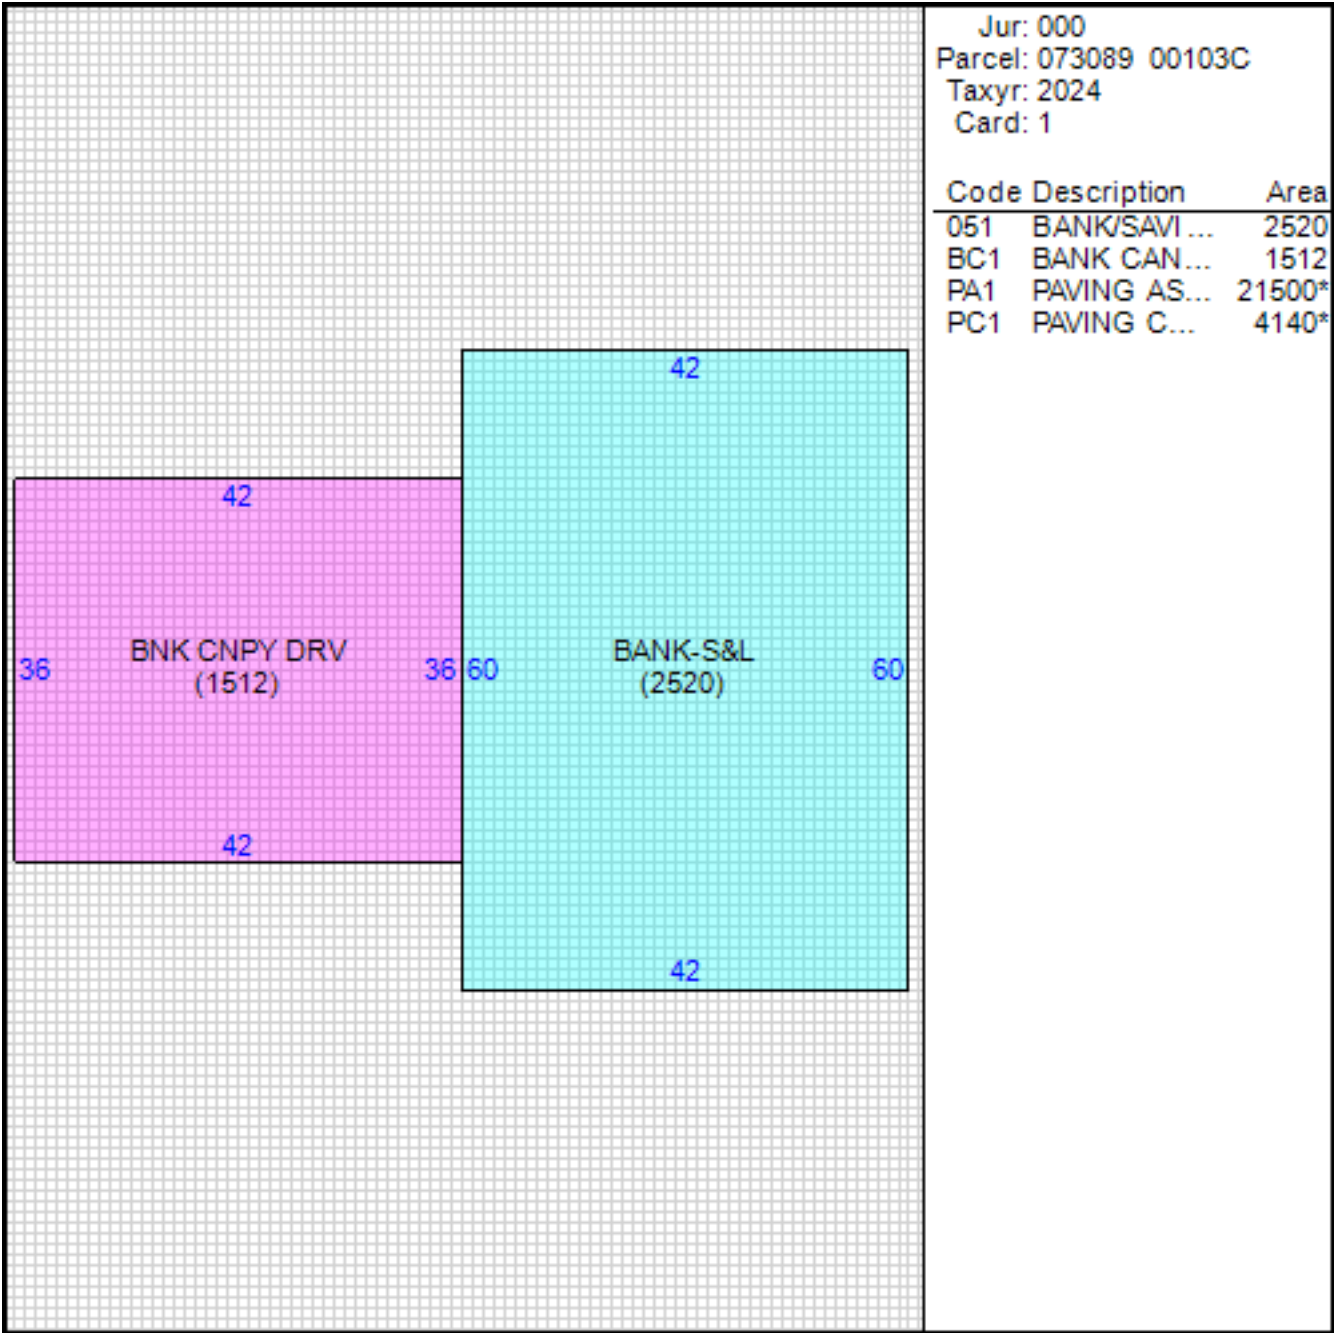 Jur: 000
Parcel: 073089 00103C
Taxyr: 2024
Card: 1
Code Description Area
051 BANK/SAVI... 2520
BC1 BANK CAN... 1512
PA1 PAVING AS... 21500*
PC1 PAVING C... 4140*
42
42
BNK CNPY DRV
(1512)
36
36
60
BANK-S&L
(2520)
60
42
42